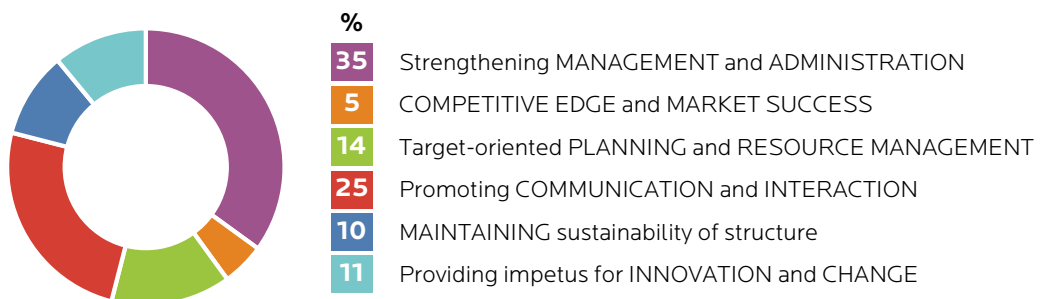 %
35 Strengthening MANAGEMENT and ADMINISTRATION
5 COMPETITIVE EDGE and MARKET SUCCESS
14 Target-oriented PLANNING and RESOURCE MANAGEMENT
25 Promoting COMMUNICATION and INTERACTION
10 MAINTAINING sustainability of structure
11 Providing impetus for INNOVATION and CHANGE